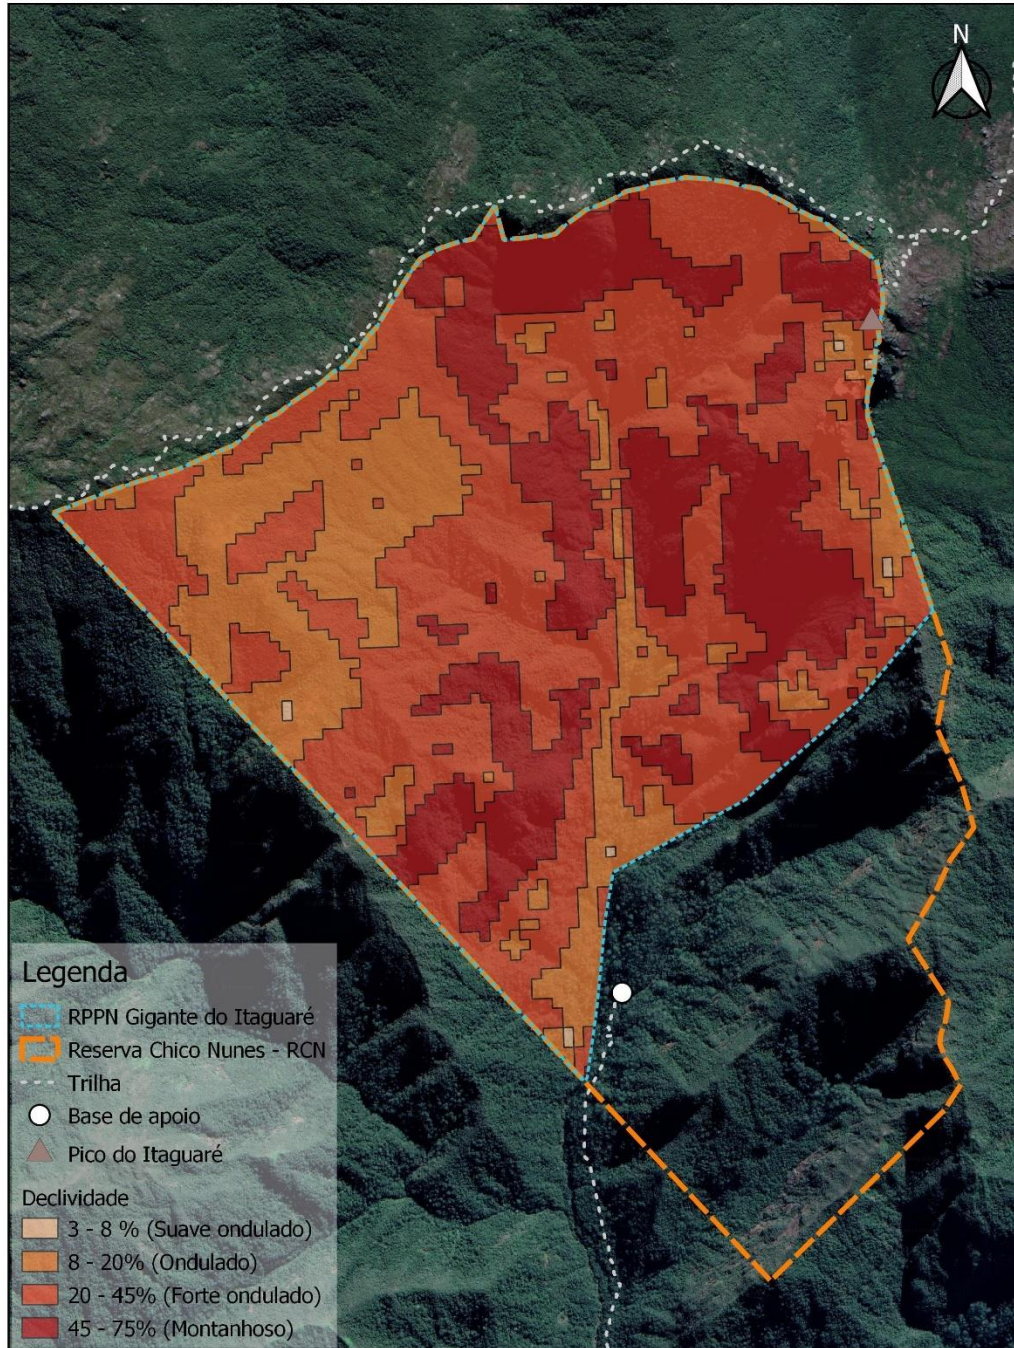 N
Legenda
RPPN Gigante do Itaguaré
Reserva Chico Nunes - RCN
Trilha
Base de apoio
Pico do Itaguaré
Declividade
3 - 8 % (Suave ondulado)
8 - 20% (Ondulado)
20 - 45% (Forte ondulado)
45 - 75% (Montanhoso)